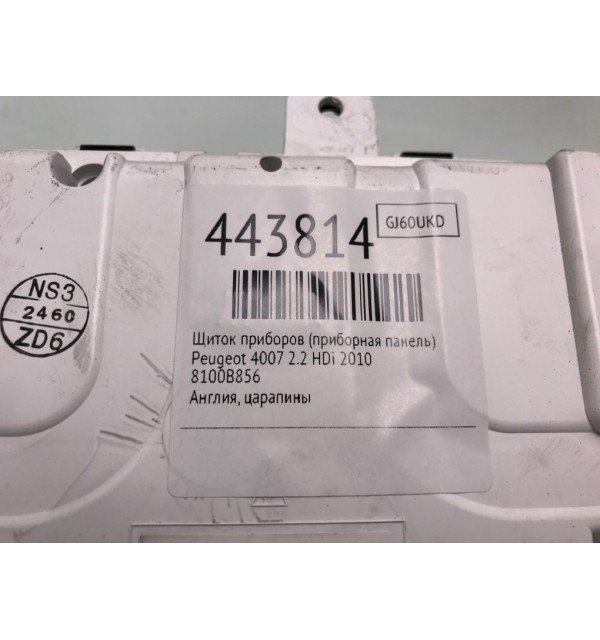 443814
GJ60UKD
Щиток приборов (приборная панель)
Peugeot 4007 2.2 HDi 2010
8100B856
Англия, царапины
NS3
2460
ZD6